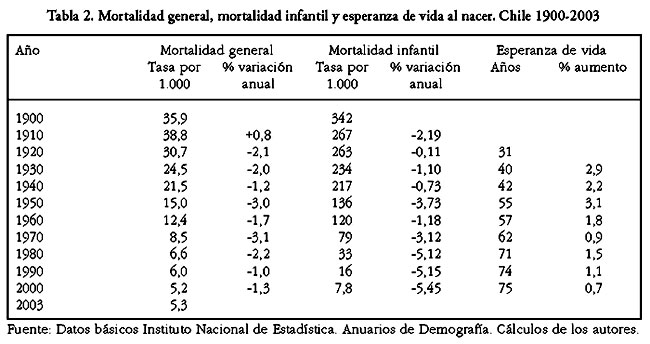 Tabla 2. Mortalidad general, mortalidad infantil y esperanza de vida al nacer. Chile 1900-2003
Año Mortalidad general Mortalidad infantil Esperanza de vida
Tasa por % variación Tasa por % variación Años % aumento
1.000 anual 1.000 anual
1900 35,9 342
1910 38,8 +0,8 267 -2,19
1920 30,7 -2,1 263 -0,11 31
1930 24,5 -2,0 234 -1,10 40 2,9
1940 21,5 -1,2 217 -0,73 42 2,2
1950 15,0 -3,0 136 -3,73 55 3,1
1960 12,4 -1,7 120 -1,18 57 1,8
1970 8,5 -3,1 79 -3,12 62 0,9
1980 6,6 -2,2 33 -5,12 71 1,5
1990 6,0 -1,0 16 -5,15 74 1,1
2000 5,2 -1,3 7,8 -5,45 75 0,7
2003 5,3
Fuente: Datos básicos Instituto Nacional de Estadística. Anuarios de Demografía. Cálculos de los autores.